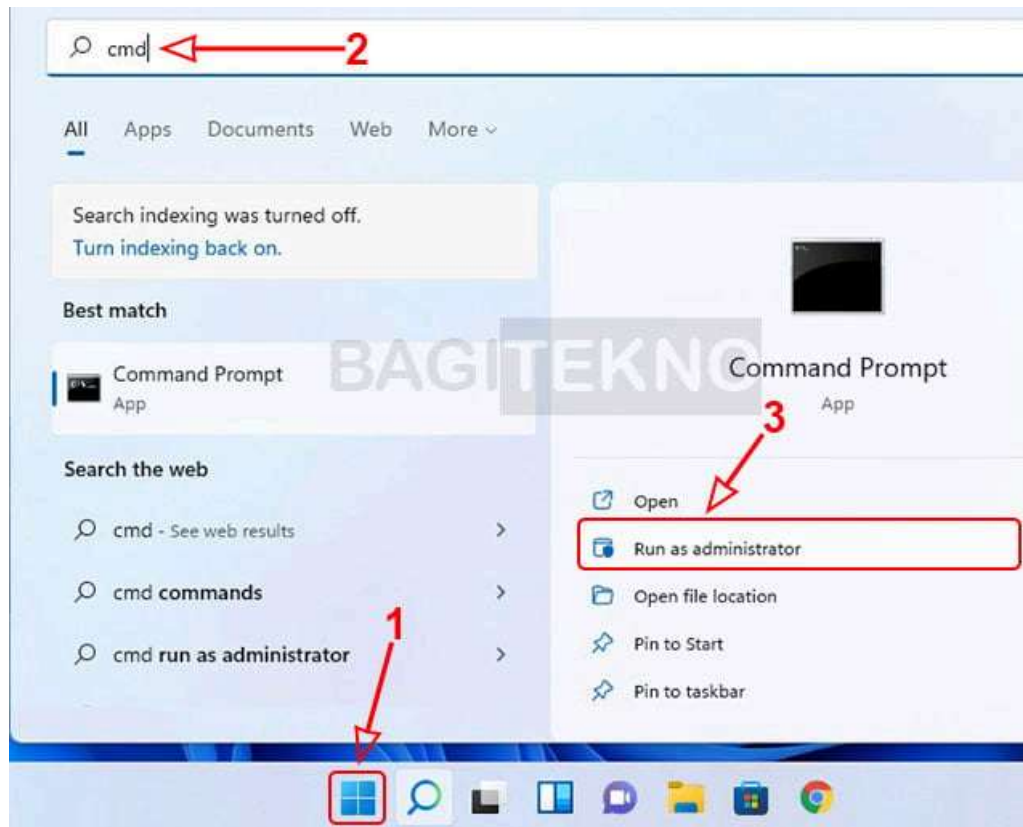 cmd
2
All Apps Documents Web More
Search indexing was turned off.
Turn indexing back on.
Best match
Command Prompt
App
BAGITEKNO
Command Prompt
App
3
Search the web
cmd - See web results
cmd commands
cmd run as administrator
Open
Run as administrator
Open file location
Pin to Start
Pin to taskbar
1